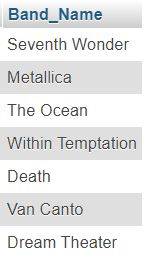 Band_Name
Seventh Wonder
Metallica
The Ocean
Within Temptation
Death
Van Canto
Dream Theater